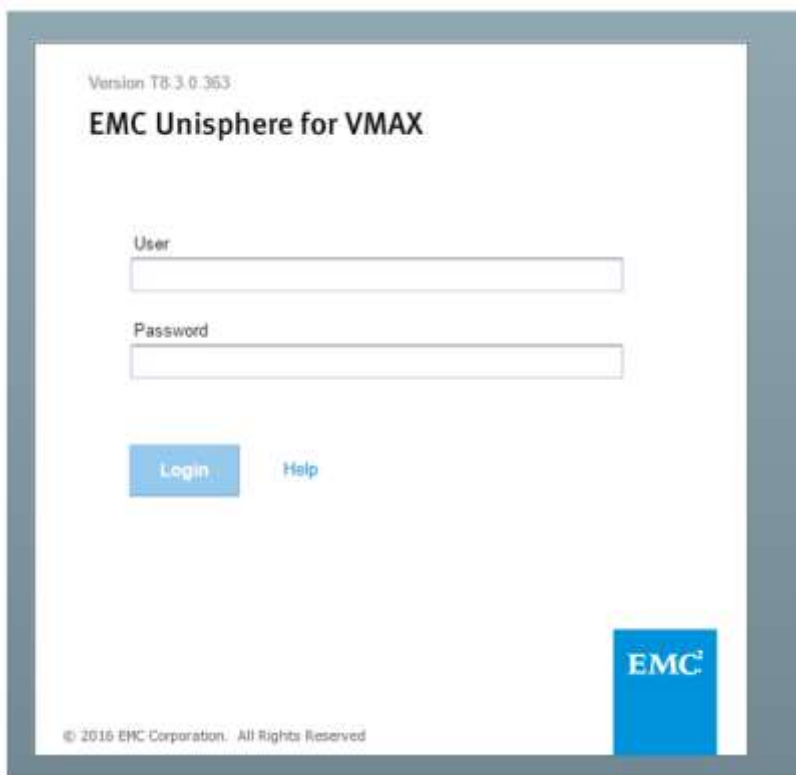 Version T8.3.0.363
EMC Unisphere for VMAX
User
Password
Login
Help
EMC²
© 2016 EMC Corporation. All Rights Reserved